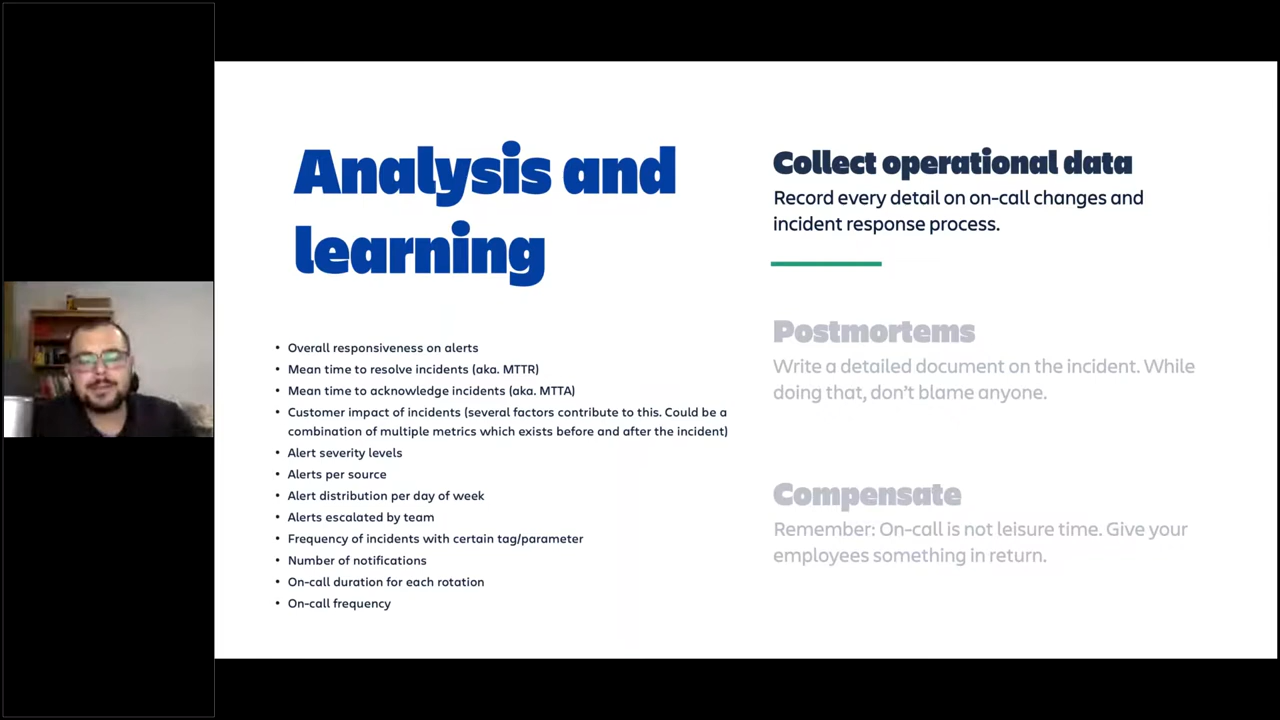 Analysis and
learning
• Overall responsiveness on alerts
• Mean time to resolve incidents (aka. MTTR)
• Mean time to acknowledge incidents (aka. MTTA)
• Customer impact of incidents (several factors contribute to this. Could be a
combination of multiple metrics which exists before and after the incident)
• Alert severity levels
• Alerts per source
• Alert distribution per day of week
• Alerts escalated by team
• Frequency of incidents with certain tag/parameter
• Number of notifications
• On-call duration for each rotation
• On-call frequency
Collect operational data
Record every detail on on-call changes and
incident response process.
Postmortems
Write a detailed document on the incident. While
doing that, don’t blame anyone.
Compensate
Remember: On-call is not leisure time. Give your
employees something in return.